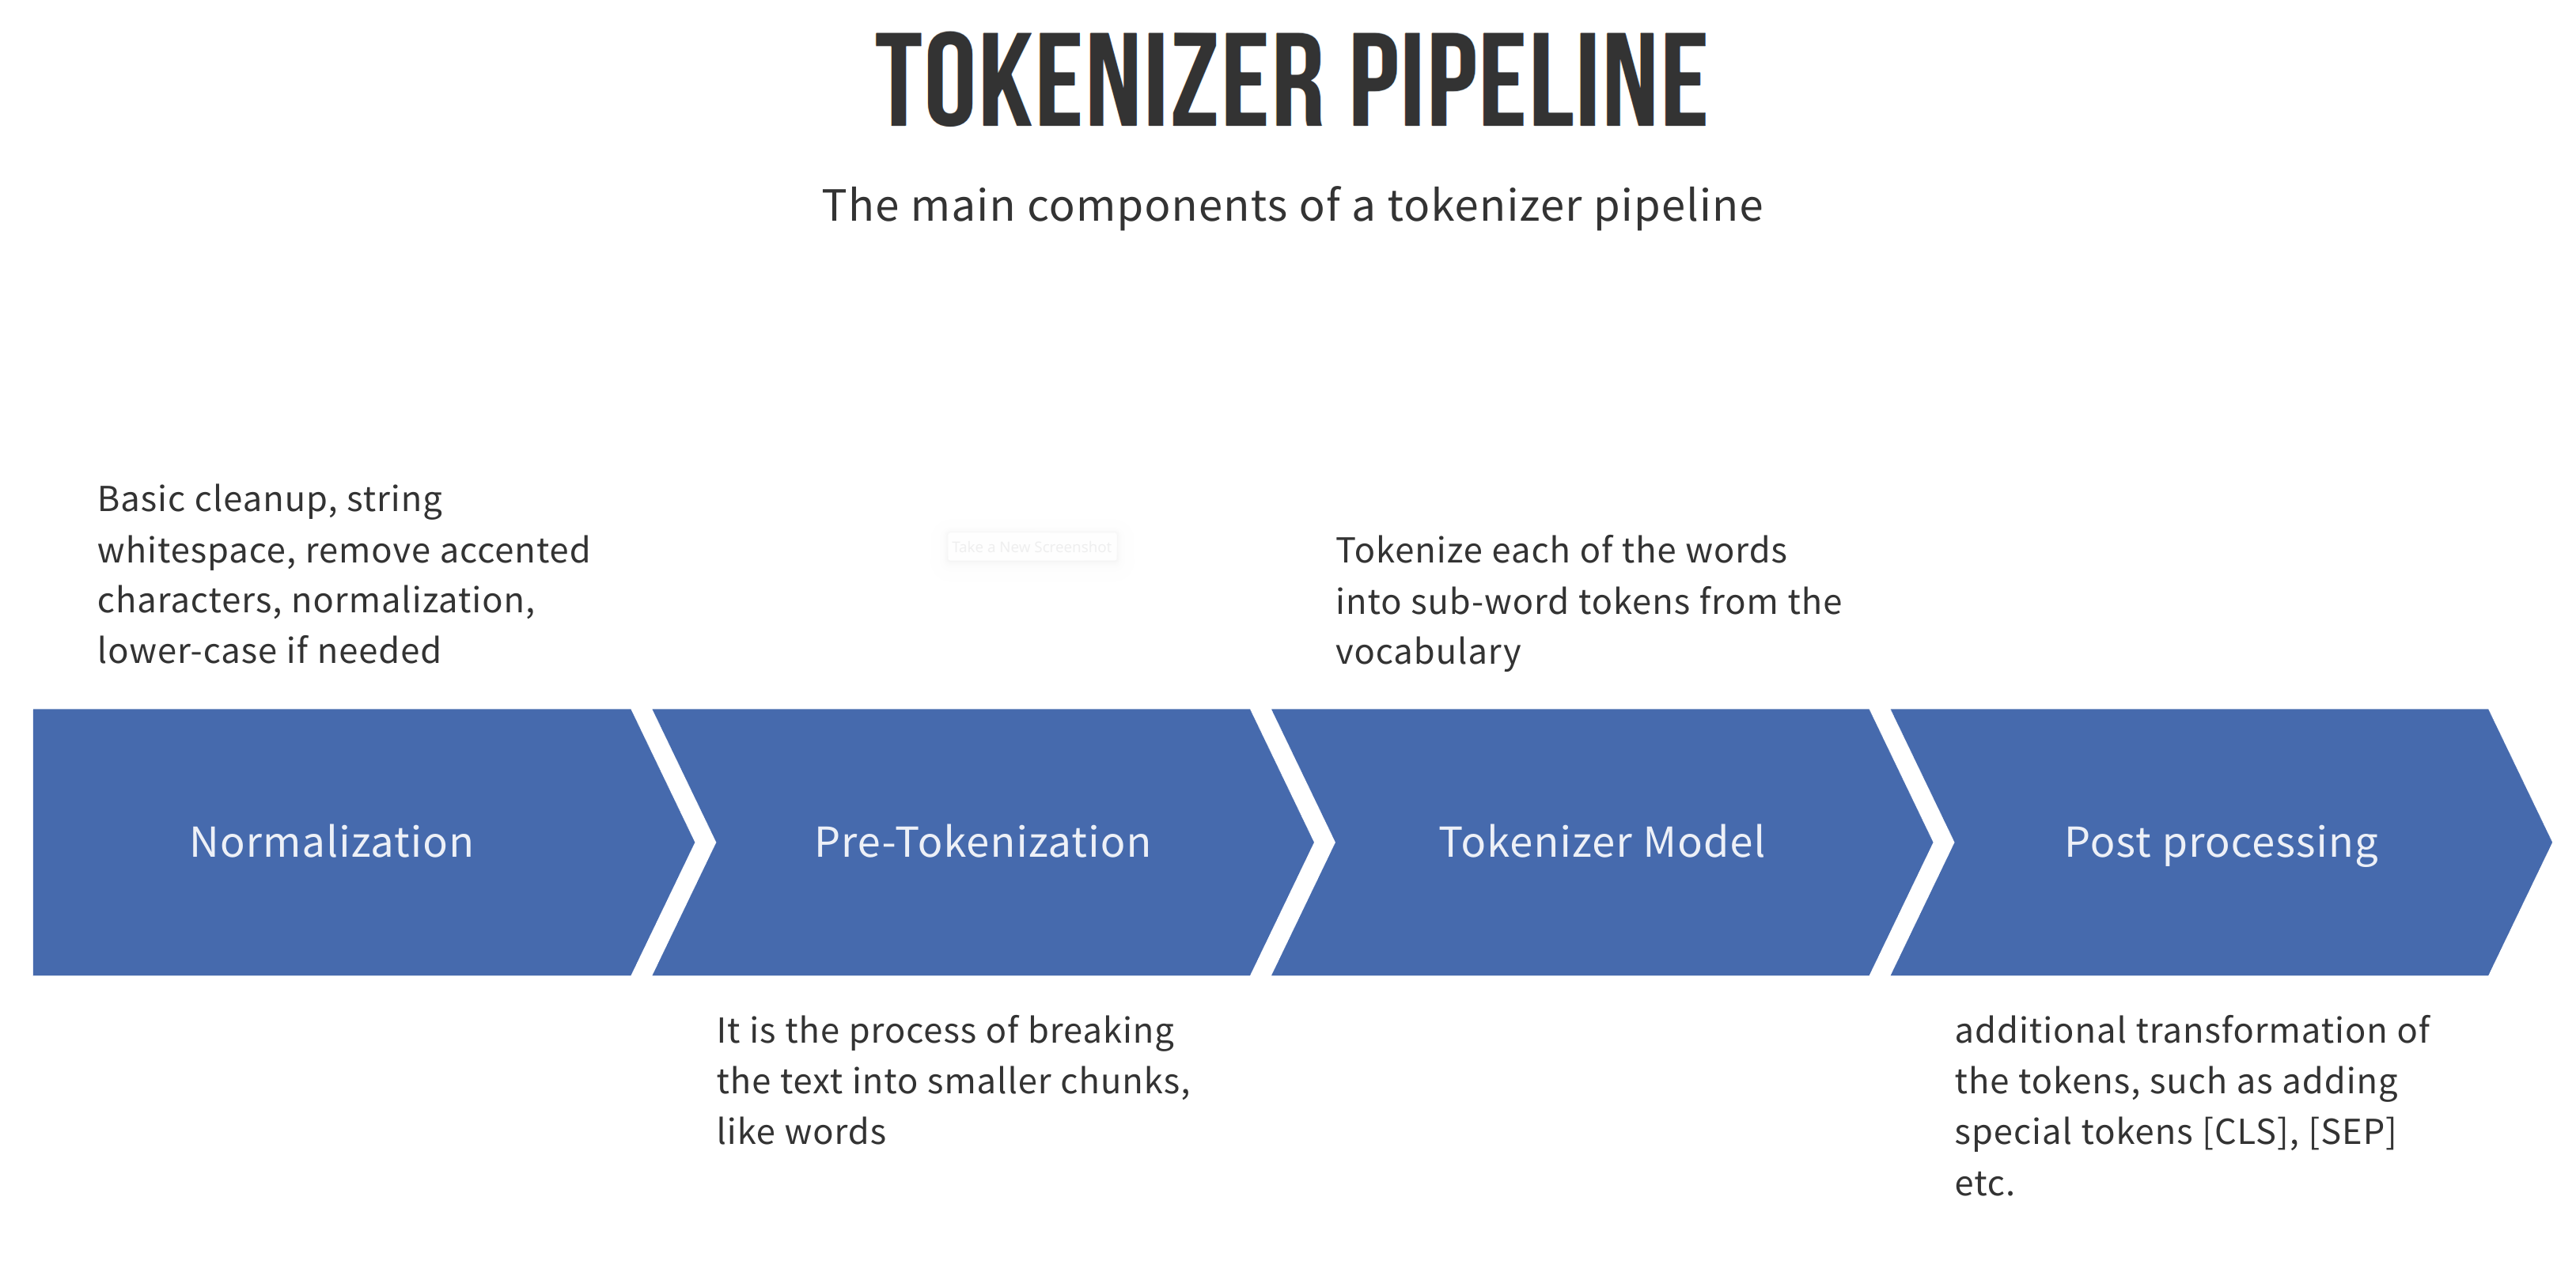 TOKENIZER PIPELINE
The main components of a tokenizer pipeline
Basic cleanup, string
whitespace, remove accented
characters, normalization,
lower-case if needed
Take a New Screenshot
Tokenize each of the words
into sub-word tokens from the
vocabulary
Normalization
Pre-Tokenization
Tokenizer Model
Post processing
It is the process of breaking
the text into smaller chunks,
like words
additional transformation of
the tokens, such as adding
special tokens [CLS], [SEP]
etc.